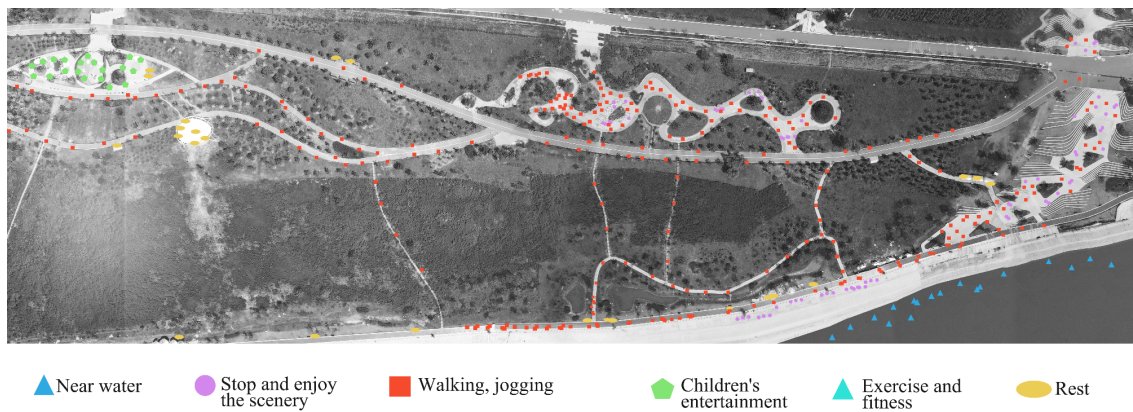 Near water
Stop and enjoy
the scenery
Walking, jogging
Children's
entertainment
Exercise and
fitness
Rest